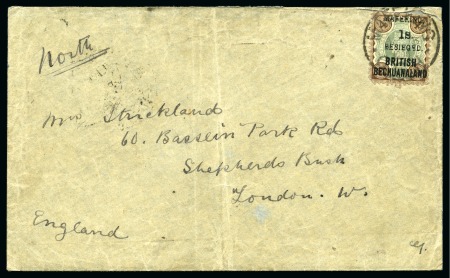 North
MAFEKING
1s
BESIEGED.
BRITISH
BECHUANALAND
Mrs Strickland
60. Bassein Park Rd
Shepherds Bush
London. W.
England